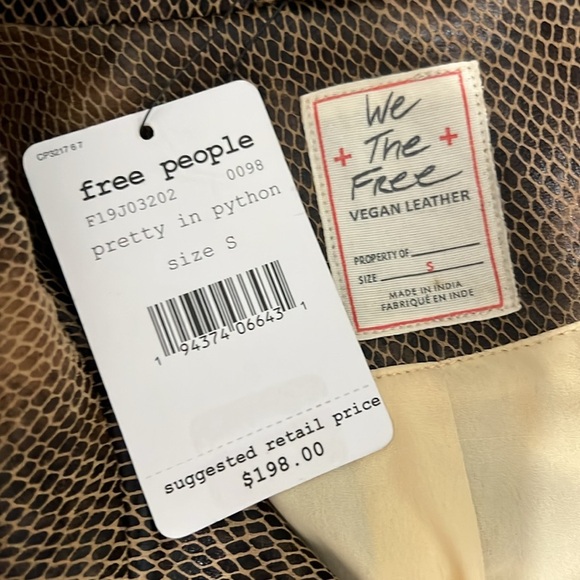 CP3217 6 7
free people
F19J03202 0098
pretty in python
size S
1 94374 06643 1
suggested retail price
$198.00
We
+ The +
Free
VEGAN LEATHER
PROPERTY OF
SIZE S
MADE IN INDIA
FABRIQUÉ EN INDE